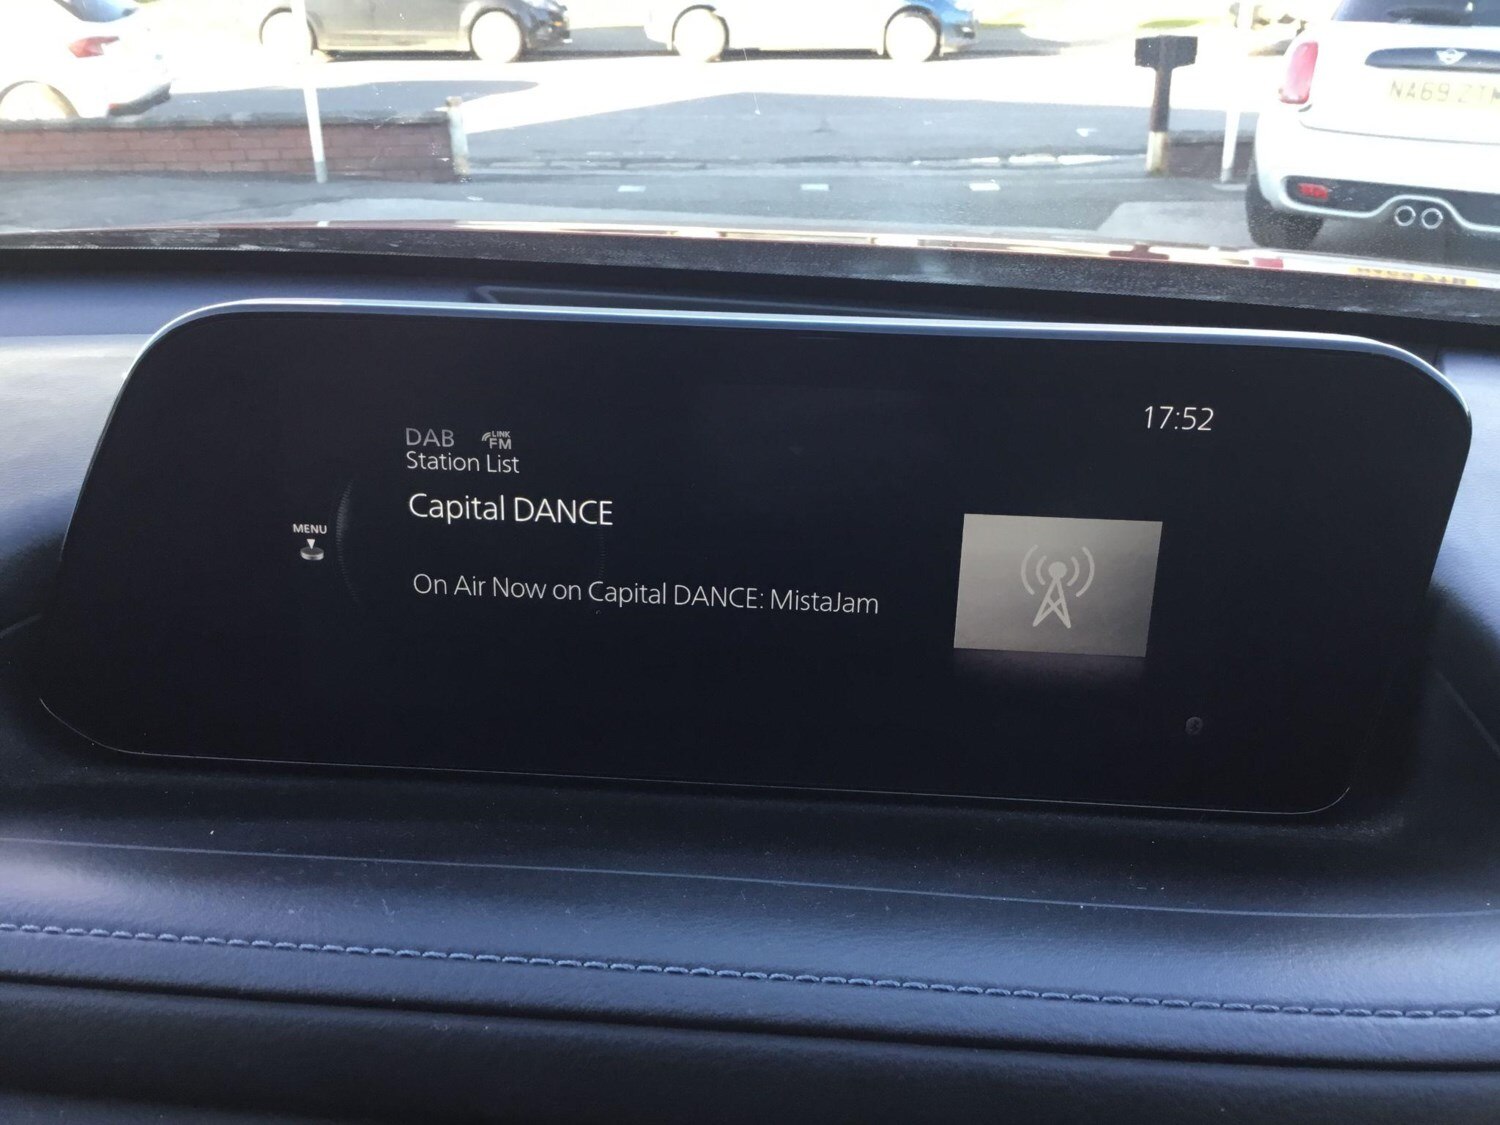 17:52
DAB LINK FM
Station List
Capital DANCE
MENU
On Air Now on Capital DANCE: MistaJam